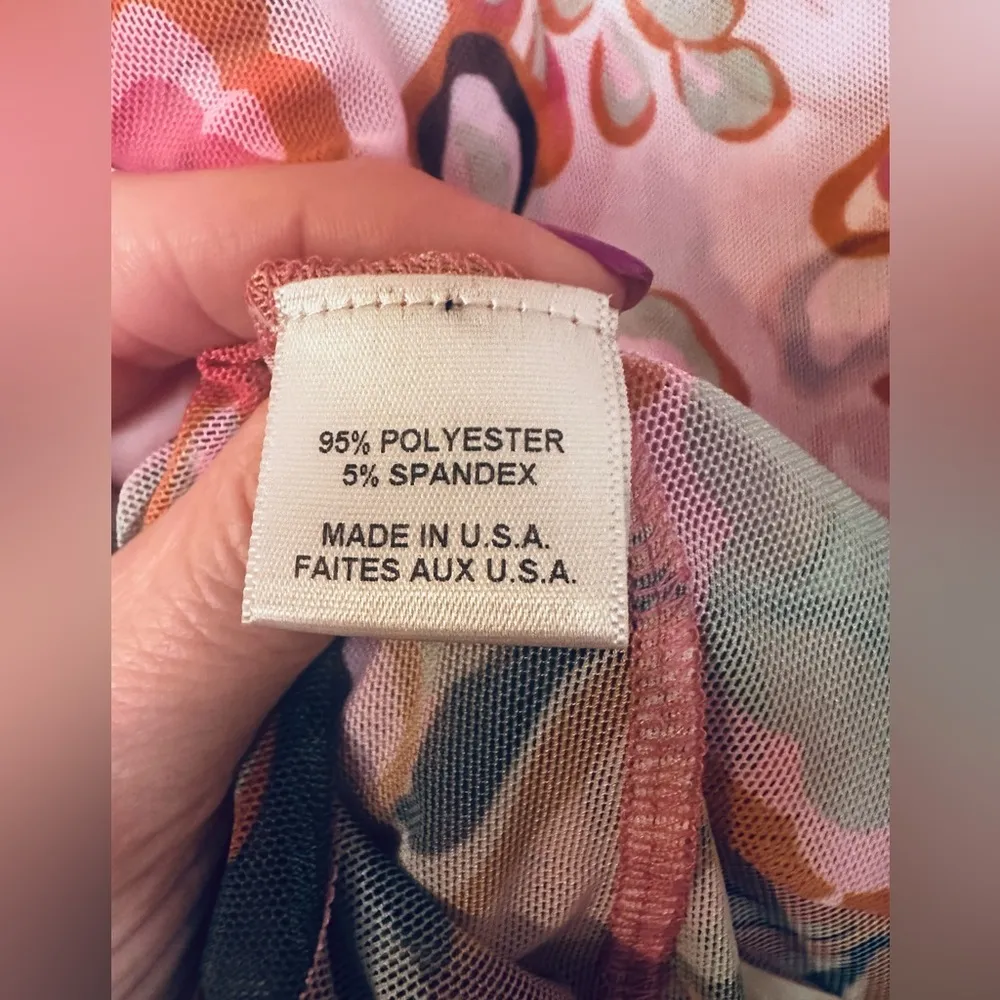 95% POLYESTER
5% SPANDEX
MADE IN U.S.A.
FAITES AUX U.S.A.